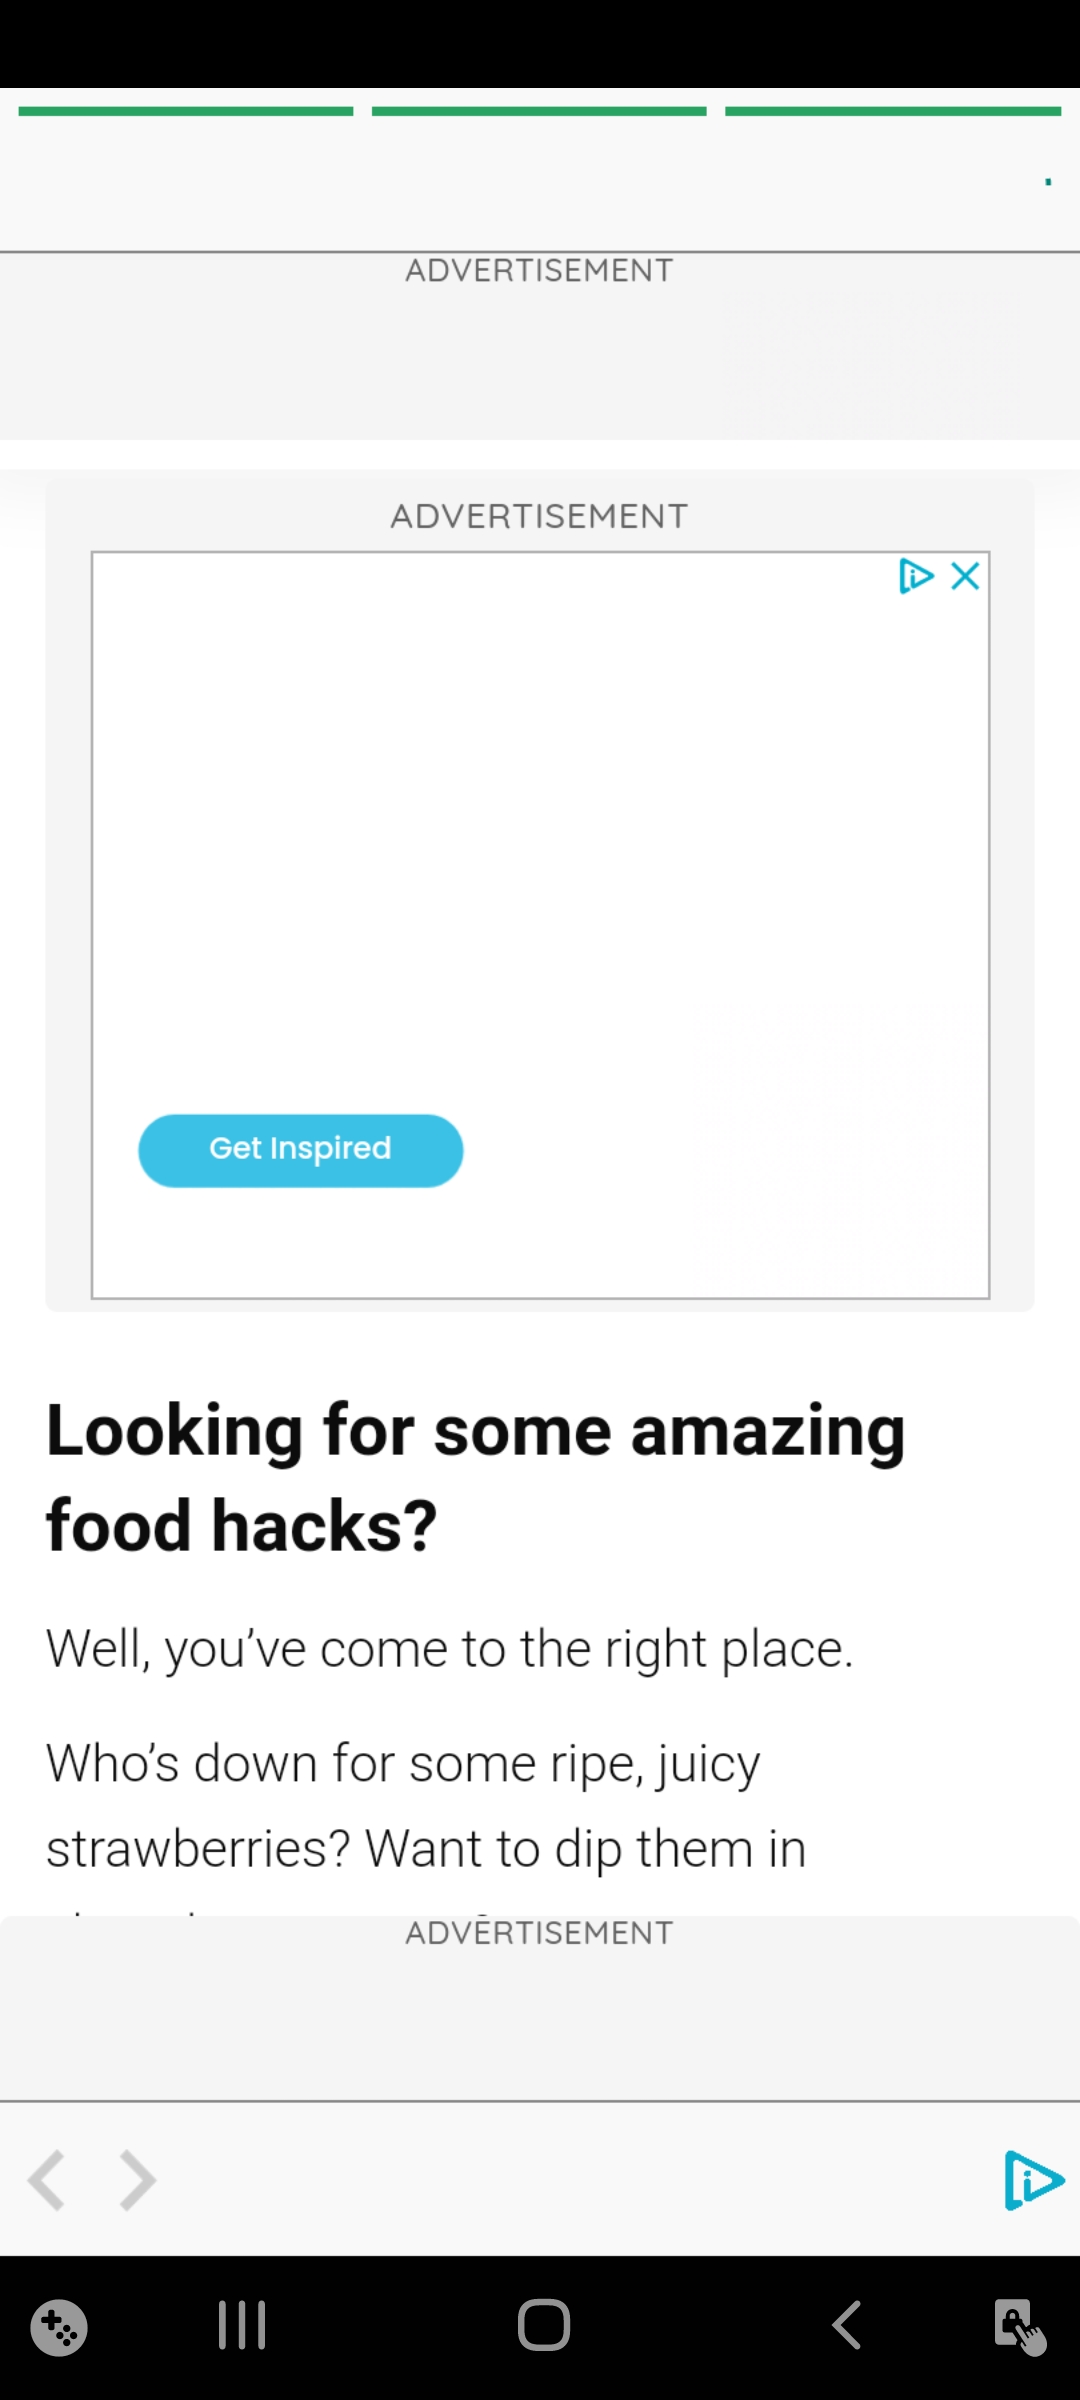 ADVERTISEMENT
ADVERTISEMENT
Get Inspired
Looking for some amazing
food hacks?
Well, you’ve come to the right place.
Who’s down for some ripe, juicy
strawberries? Want to dip them in
ADVERTISEMENT